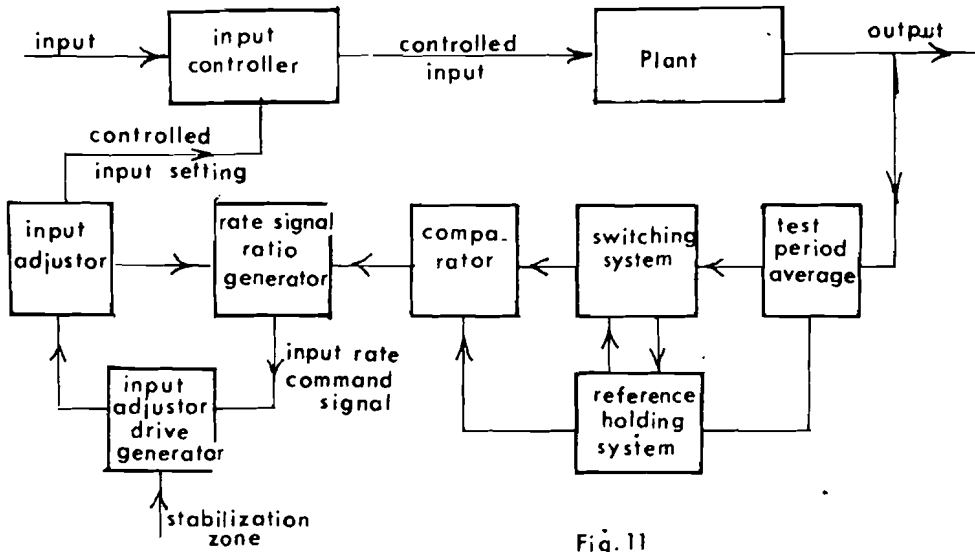 input
input
controller
controlled
input
Plant
output
controlled
input setting
input
adjustor
rate signal
ratio
generator
compa-
rator
switching
system
test
period
average
input rate
command
signal
input
adjustor
drive
generator
reference
holding
system
stabilization
zone
Fig. 11